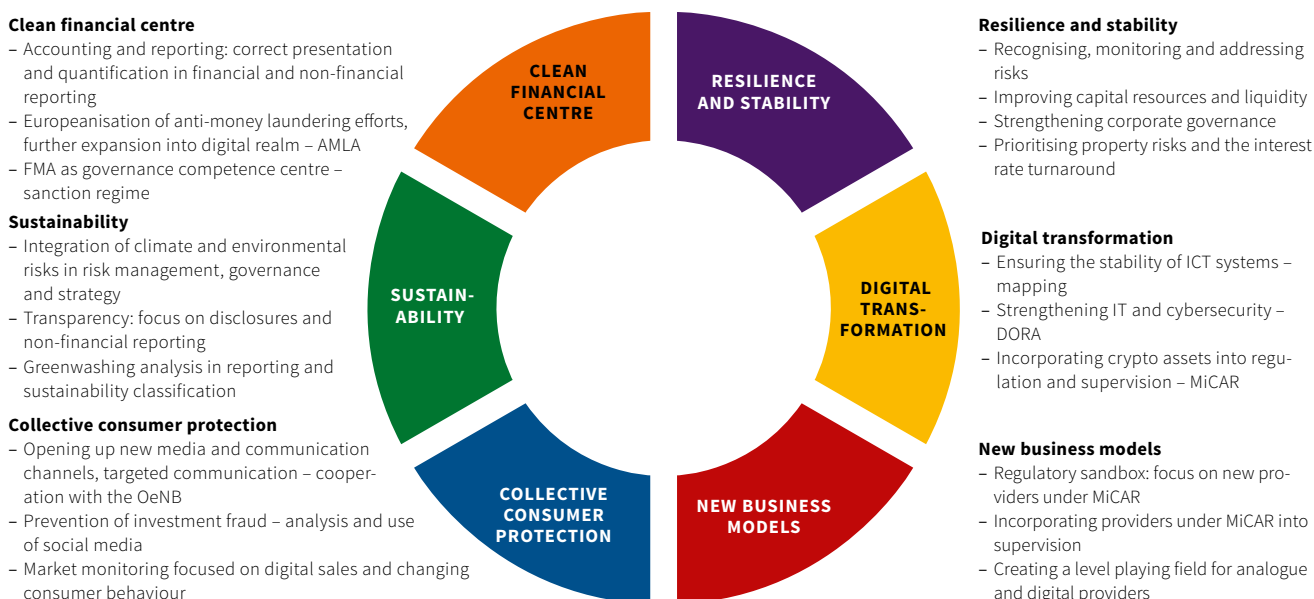 Clean financial centre
– Accounting and reporting: correct presentation
and quantification in financial and non-financial
reporting
– Europeanisation of anti-money laundering efforts,
further expansion into digital realm – AMLA
– FMA as governance competence centre –
sanction regime
Sustainability
– Integration of climate and environmental
risks in risk management, governance
and strategy
– Transparency: focus on disclosures and
non-financial reporting
– Greenwashing analysis in reporting and
sustainability classification
Collective consumer protection
– Opening up new media and communication
channels, targeted communication – cooper-
ation with the OeNB
– Prevention of investment fraud – analysis and use
of social media
– Market monitoring focused on digital sales and changing
consumer behaviour
CLEAN
FINANCIAL
CENTRE
RESILIENCE
AND STABILITY
SUSTAIN-
ABILITY
DIGITAL
TRANS-
FORMATION
COLLECTIVE
CONSUMER
PROTECTION
NEW BUSINESS
MODELS
Resilience and stability
– Recognising, monitoring and addressing
risks
– Improving capital resources and liquidity
– Strengthening corporate governance
– Prioritising property risks and the interest
rate turnaround
Digital transformation
– Ensuring the stability of ICT systems –
mapping
– Strengthening IT and cybersecurity –
DORA
– Incorporating crypto assets into regu-
lation and supervision – MiCAR
New business models
– Regulatory sandbox: focus on new pro-
viders under MiCAR
– Incorporating providers under MiCAR into
supervision
– Creating a level playing field for analogue
and digital providers